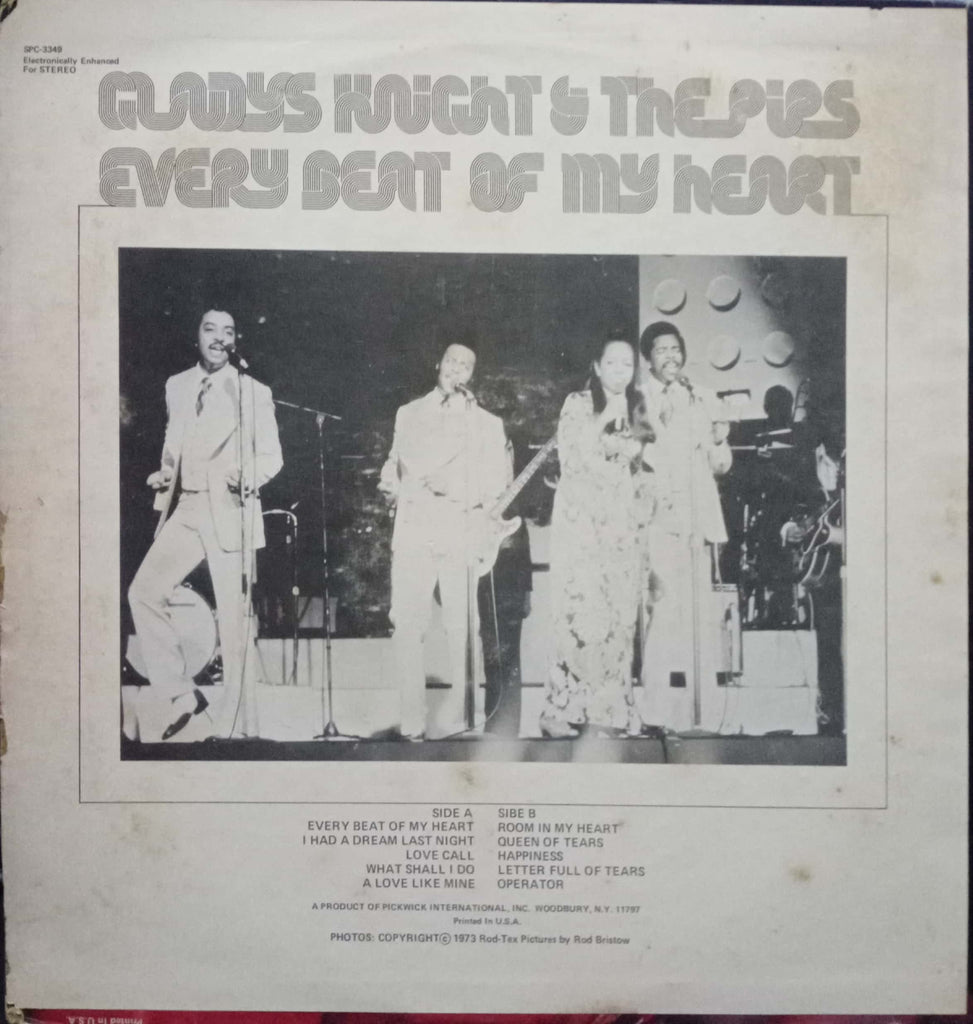 SPC-3349
Electronically Enhanced
For STEREO
GLADYS KNIGHT & THE PIPS
EVERY BEAT OF MY HEART
SIDE A
EVERY BEAT OF MY HEART
I HAD A DREAM LAST NIGHT
LOVE CALL
WHAT SHALL I DO
A LOVE LIKE MINE
SIBE B
ROOM IN MY HEART
QUEEN OF TEARS
HAPPINESS
LETTER FULL OF TEARS
OPERATOR
A PRODUCT OF PICKWICK INTERNATIONAL, INC. WOODBURY, N.Y. 11797
Printed In U.S.A.
PHOTOS: COPYRIGHT © 1973 Rod-Tex Pictures by Rod Bristow
Printed In U.S.A.